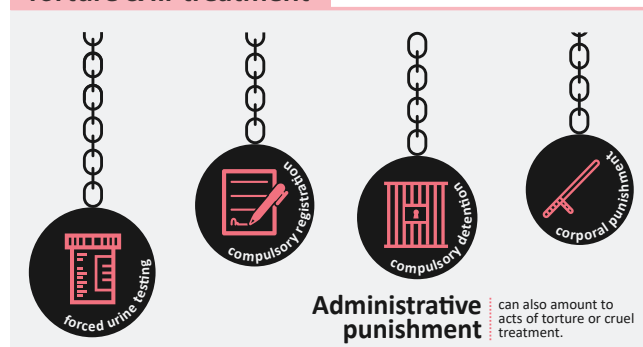 forced urine testing
compulsory registration
compulsory detention
corporal punishment
Administrative
punishment
can also amount to
acts of torture or cruel
treatment.